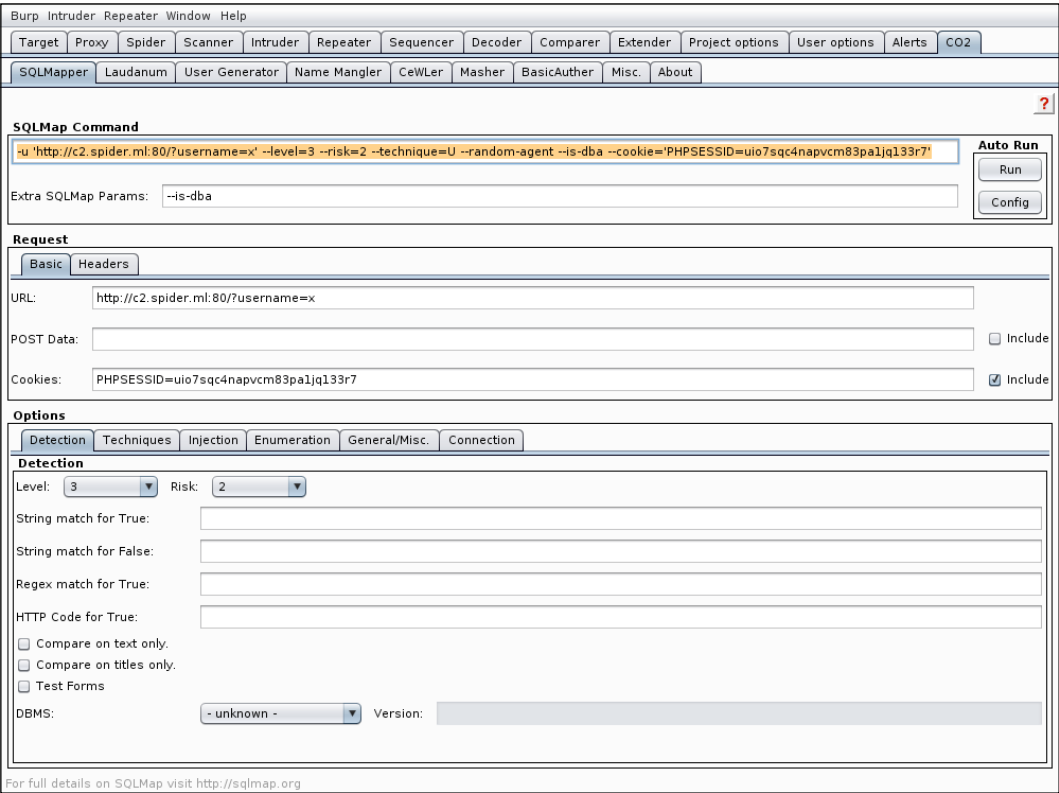 Burp Intruder Repeater Window Help
Target Proxy Spider Scanner Intruder Repeater Sequencer Decoder Comparer Extender Project options User options Alerts CO2
SQLMapper Laudanum User Generator Name Mangler CeWLer Masher BasicAuther Misc. About
?
SQLMap Command
-u 'http://c2.spider.ml:80/?username=x' --level=3 --risk=2 --technique=U --random-agent --is-dba --cookie='PHPSESSID=uio7sqc4napvcm83pa1jq133r7'
Auto Run
Run
Extra SQLMap Params: --is-dba
Config
Request
Basic Headers
URL: http://c2.spider.ml:80/?username=x
POST Data: Include
Cookies: PHPSESSID=uio7sqc4napvcm83pa1jq133r7 Include
Options
Detection Techniques Injection Enumeration General/Misc. Connection
Detection
Level: 3 Risk: 2
String match for True:
String match for False:
Regex match for True:
HTTP Code for True:
Compare on text only.
Compare on titles only.
Test Forms
DBMS: - unknown - Version:
For full details on SQLMap visit http://sqlmap.org